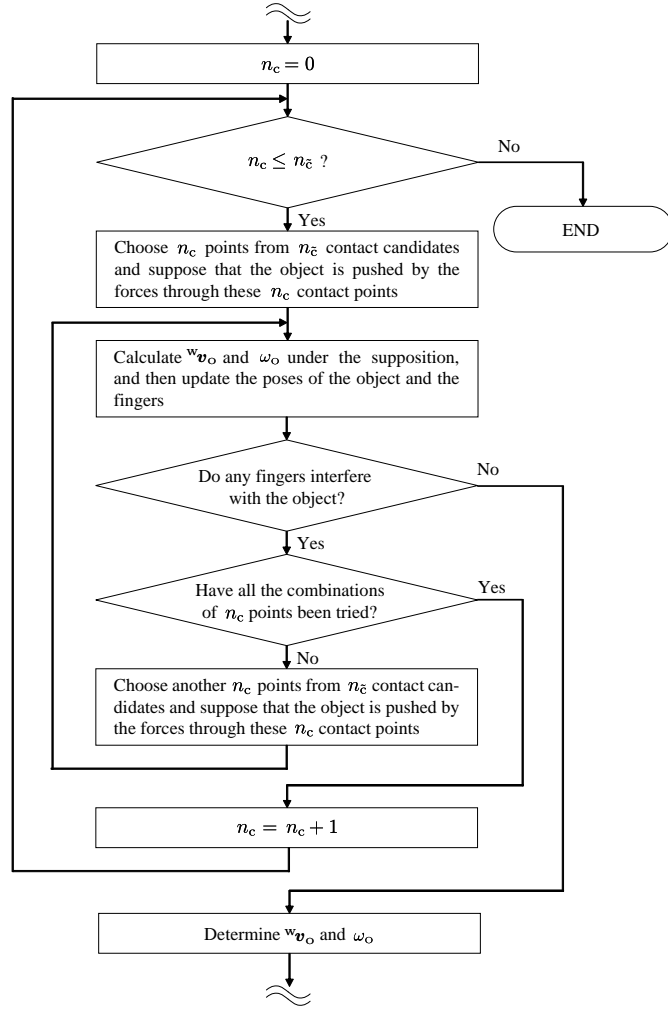 n_c = 0
n_c ≤ n_c̃ ?
No
Yes
END
Choose n_c points from n_c̃ contact candidates
and suppose that the object is pushed by the
forces through these n_c contact points
Calculate ʷv_o and ω_o under the supposition,
and then update the poses of the object and the
fingers
Do any fingers interfere
with the object?
No
Yes
Have all the combinations
of n_c points been tried?
Yes
No
Choose another n_c points from n_c̃ contact can-
didates and suppose that the object is pushed by
the forces through these n_c contact points
n_c = n_c + 1
Determine ʷv_o and ω_o